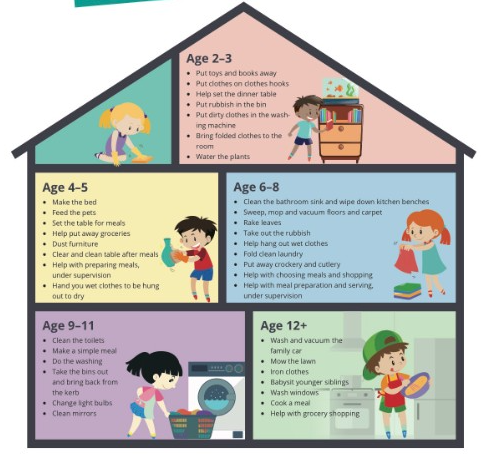 Age 2–3
Put toys and books away
Put clothes on clothes hooks
Help set the dinner table
Put rubbish in the bin
Put dirty clothes in the wash-
ing machine
Bring folded clothes to the
room
Water the plants
Age 4–5
Make the bed
Feed the pets
Set the table for meals
Help put away groceries
Dust furniture
Clear and clean table after meals
Help with preparing meals,
under supervision
Hand you wet clothes to be hung
out to dry
Age 6–8
Clean the bathroom sink and wipe down kitchen benches
Sweep, mop and vacuum floors and carpet
Rake leaves
Take out the rubbish
Help hang out wet clothes
Fold clean laundry
Put away crockery and cutlery
Help with choosing meals and shopping
Help with meal preparation and serving,
under supervision
Age 9–11
Clean the toilets
Make a simple meal
Do the washing
Take the bins out
and bring back from
the kerb
Change light bulbs
Clean mirrors
Age 12+
Wash and vacuum the
family car
Mow the lawn
Iron clothes
Babysit younger siblings
Wash windows
Cook a meal
Help with grocery shopping